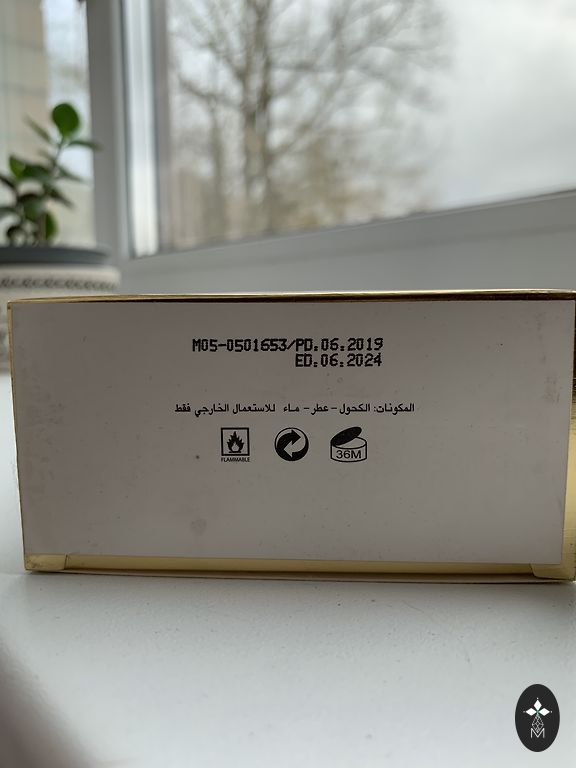 M05-0501653/PD.06.2019
ED.06.2024
المكونات: الكحول - عطر - ماء للاستعمال الخارجي فقط
FLAMMABLE
36M
M